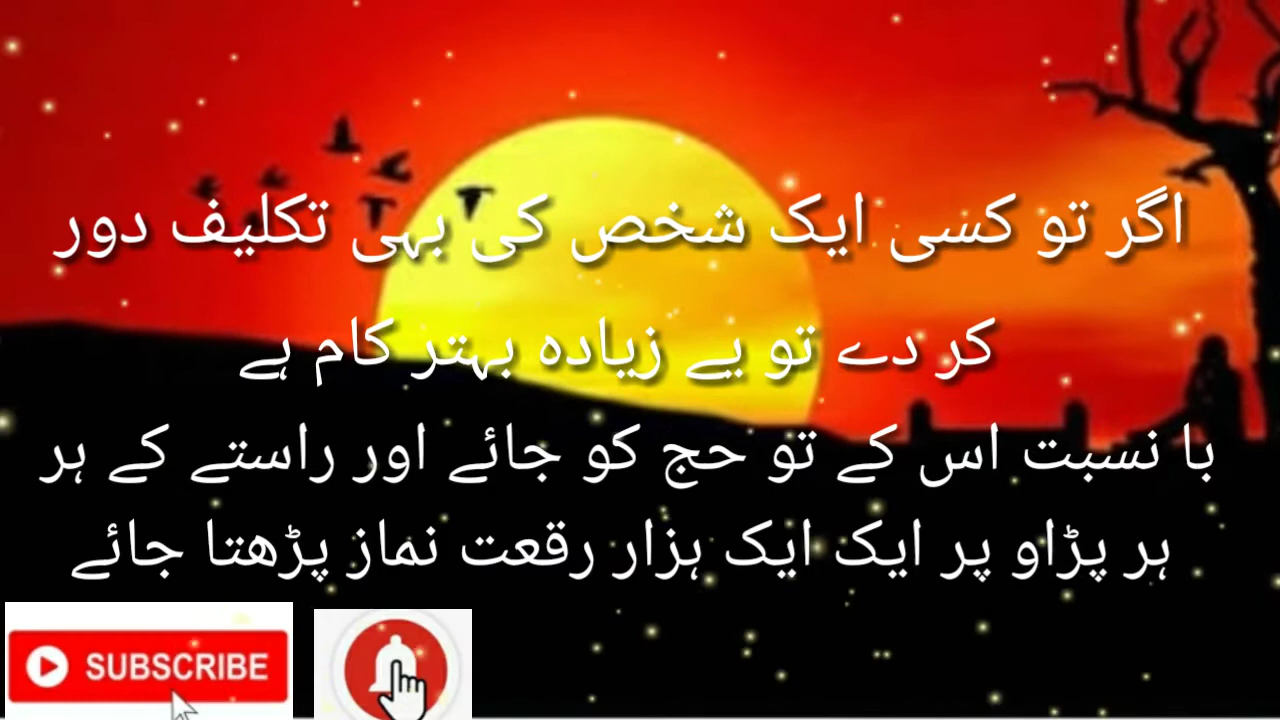 اگر تو کسی ایک شخص کی بہی تکلیف دور
کر دے تو یے زیادہ بہتر کام ہے
با نسبت اس کے تو حج کو جائے اور راستے کے ہر
ہر پڑاو پر ایک ایک ہزار رقعت نماز پڑھتا جائے
SUBSCRIBE